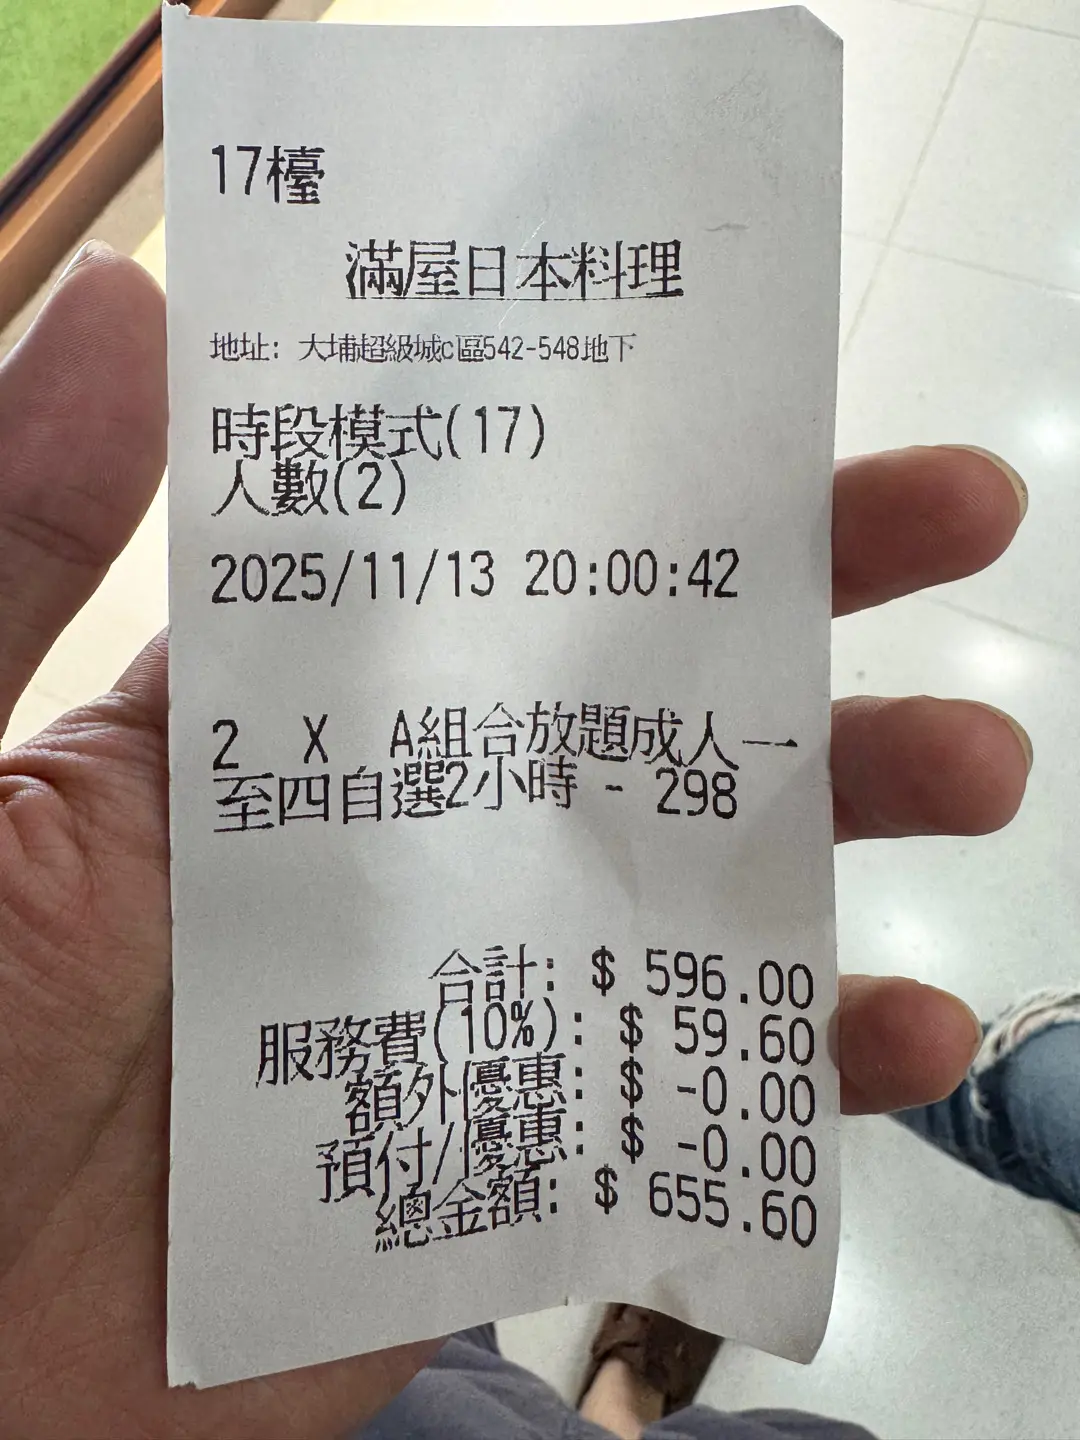 17檯
滿屋日本料理
地址: 大埔超級城c區542-548地下
時段模式(17)
人數(2)
2025/11/13 20:00:42
2 X A組合放題成人一
至四自選2小時 - 298
合計: $ 596.00
服務費(10%): $ 59.60
額外優惠: $ -0.00
預付/優惠: $ -0.00
總金額: $ 655.60